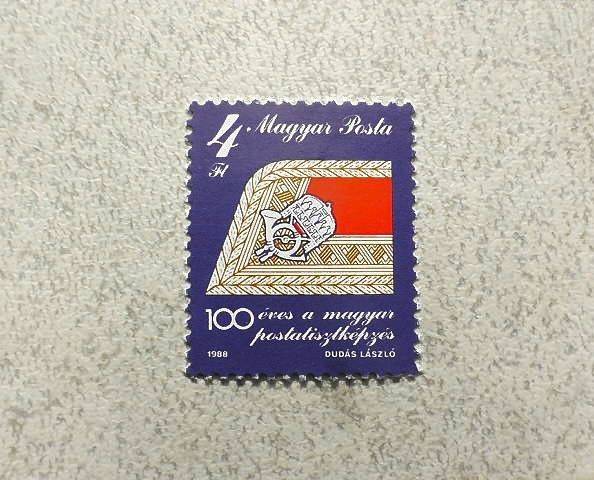 4 Magyar Posta
Ft
100 éves a magyar
postatisztképzés
1988 DUDÁS LÁSZLÓ